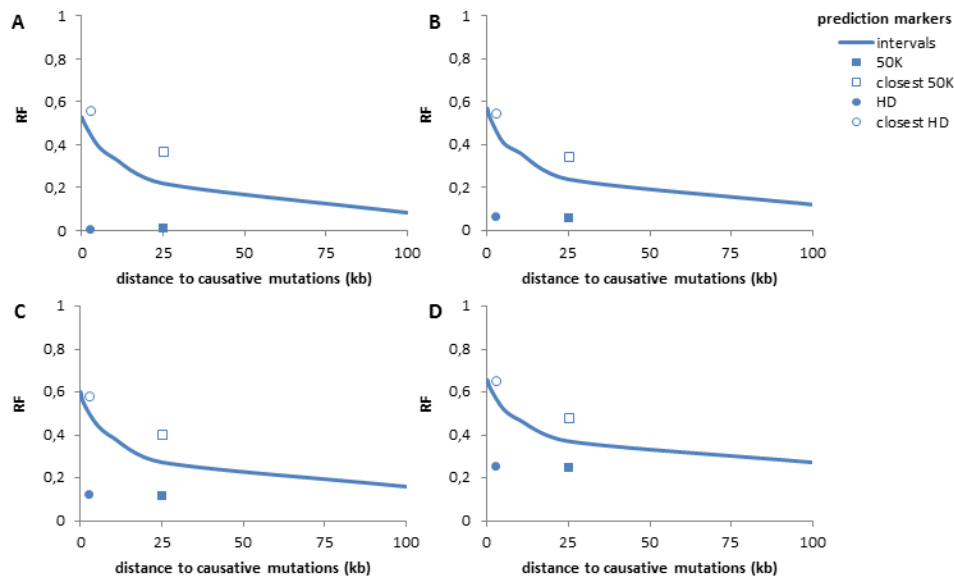 A
1
0,8
0,6
0,4
0,2
0
RF
0 25 50 75 100
distance to causative mutations (kb)
B
1
0,8
0,6
0,4
0,2
0
RF
0 25 50 75 100
distance to causative mutations (kb)
prediction markers
intervals
50K
closest 50K
HD
closest HD
C
1
0,8
0,6
0,4
0,2
0
RF
0 25 50 75 100
distance to causative mutations (kb)
D
1
0,8
0,6
0,4
0,2
0
RF
0 25 50 75 100
distance to causative mutations (kb)